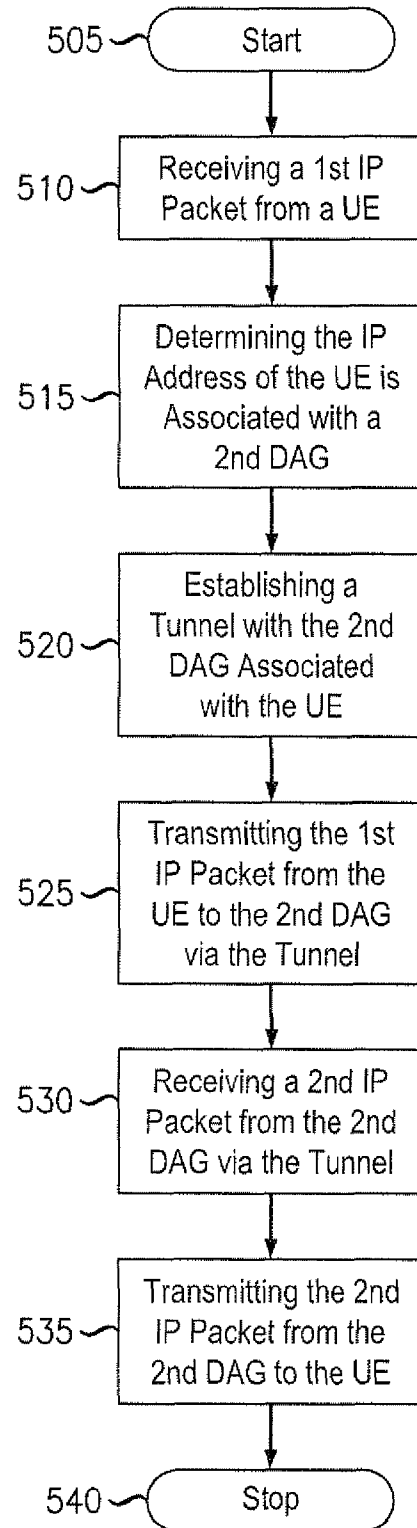 505
Start
510
Receiving a 1st IP
Packet from a UE
515
Determining the IP
Address of the UE is
Associated with a
2nd DAG
520
Establishing a
Tunnel with the 2nd
DAG Associated
with the UE
525
Transmitting the 1st
IP Packet from the
UE to the 2nd DAG
via the Tunnel
530
Receiving a 2nd IP
Packet from the 2nd
DAG via the Tunnel
535
Transmitting the 2nd
IP Packet from the
2nd DAG to the UE
540
Stop